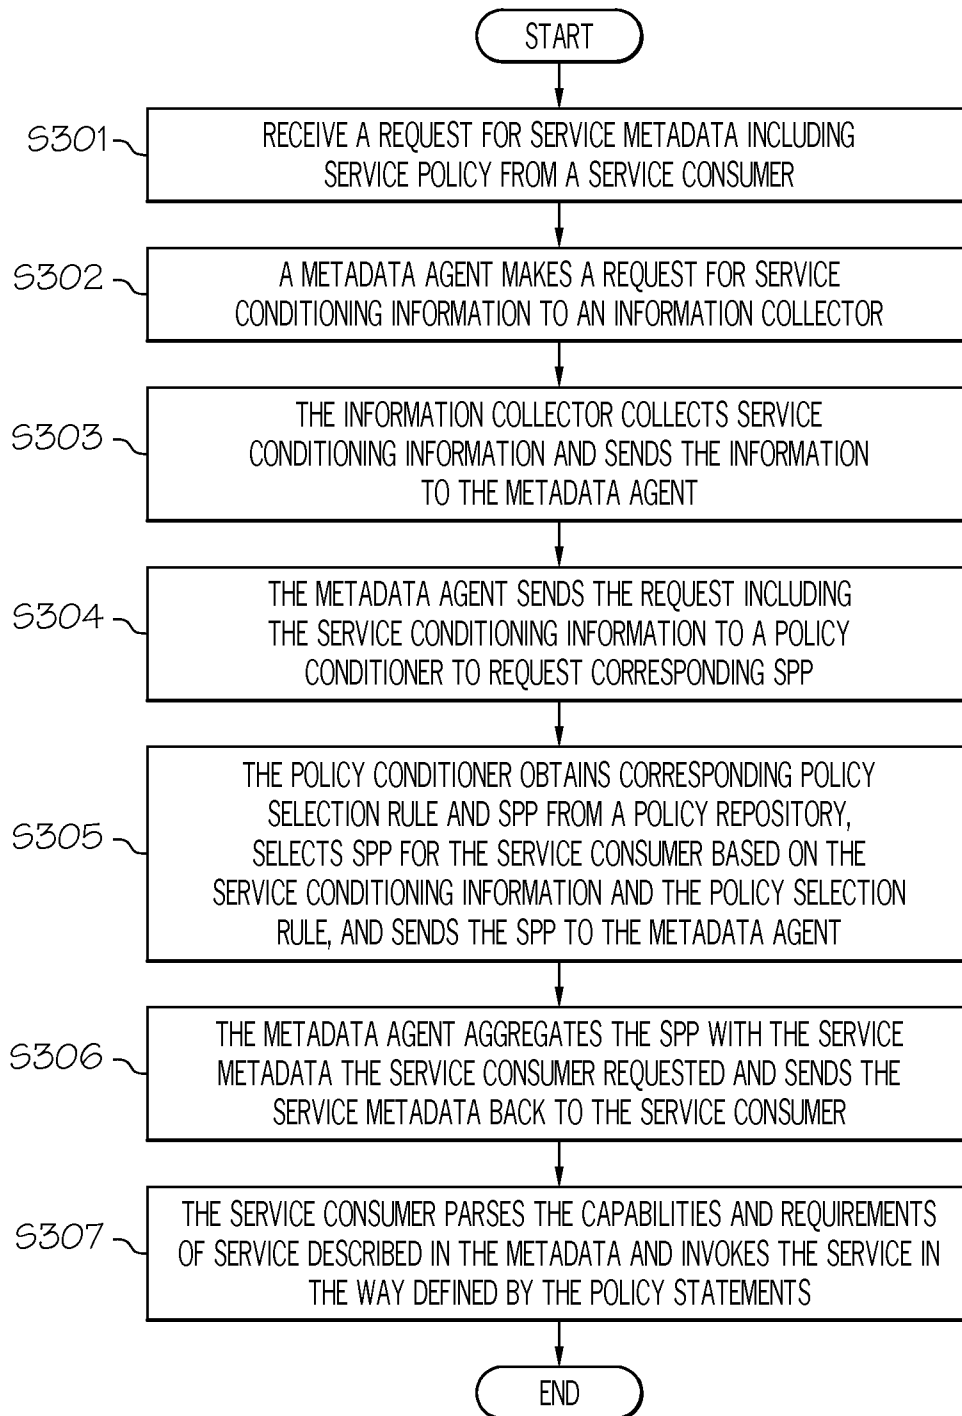 START
S301
RECEIVE A REQUEST FOR SERVICE METADATA INCLUDING
SERVICE POLICY FROM A SERVICE CONSUMER
S302
A METADATA AGENT MAKES A REQUEST FOR SERVICE
CONDITIONING INFORMATION TO AN INFORMATION COLLECTOR
S303
THE INFORMATION COLLECTOR COLLECTS SERVICE
CONDITIONING INFORMATION AND SENDS THE INFORMATION
TO THE METADATA AGENT
S304
THE METADATA AGENT SENDS THE REQUEST INCLUDING
THE SERVICE CONDITIONING INFORMATION TO A POLICY
CONDITIONER TO REQUEST CORRESPONDING SPP
S305
THE POLICY CONDITIONER OBTAINS CORRESPONDING POLICY
SELECTION RULE AND SPP FROM A POLICY REPOSITORY,
SELECTS SPP FOR THE SERVICE CONSUMER BASED ON THE
SERVICE CONDITIONING INFORMATION AND THE POLICY SELECTION
RULE, AND SENDS THE SPP TO THE METADATA AGENT
S306
THE METADATA AGENT AGGREGATES THE SPP WITH THE SERVICE
METADATA THE SERVICE CONSUMER REQUESTED AND SENDS THE
SERVICE METADATA BACK TO THE SERVICE CONSUMER
S307
THE SERVICE CONSUMER PARSES THE CAPABILITIES AND REQUIREMENTS
OF SERVICE DESCRIBED IN THE METADATA AND INVOKES THE SERVICE IN
THE WAY DEFINED BY THE POLICY STATEMENTS
END